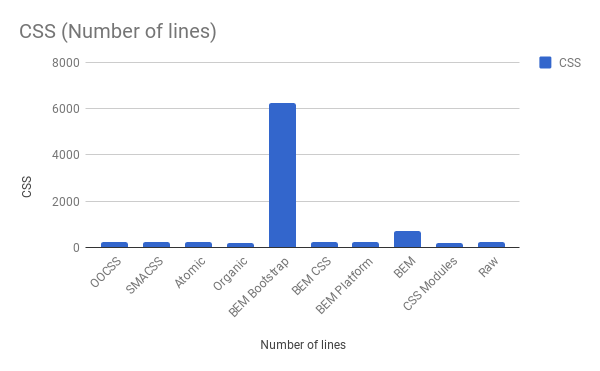 CSS (Number of lines)
CSS
8000
6000
4000
2000
0
CSS
OOCSS
SMACSS
Atomic
Organic
BEM Bootstrap
BEM CSS
BEM Platform
BEM
CSS Modules
Raw
Number of lines